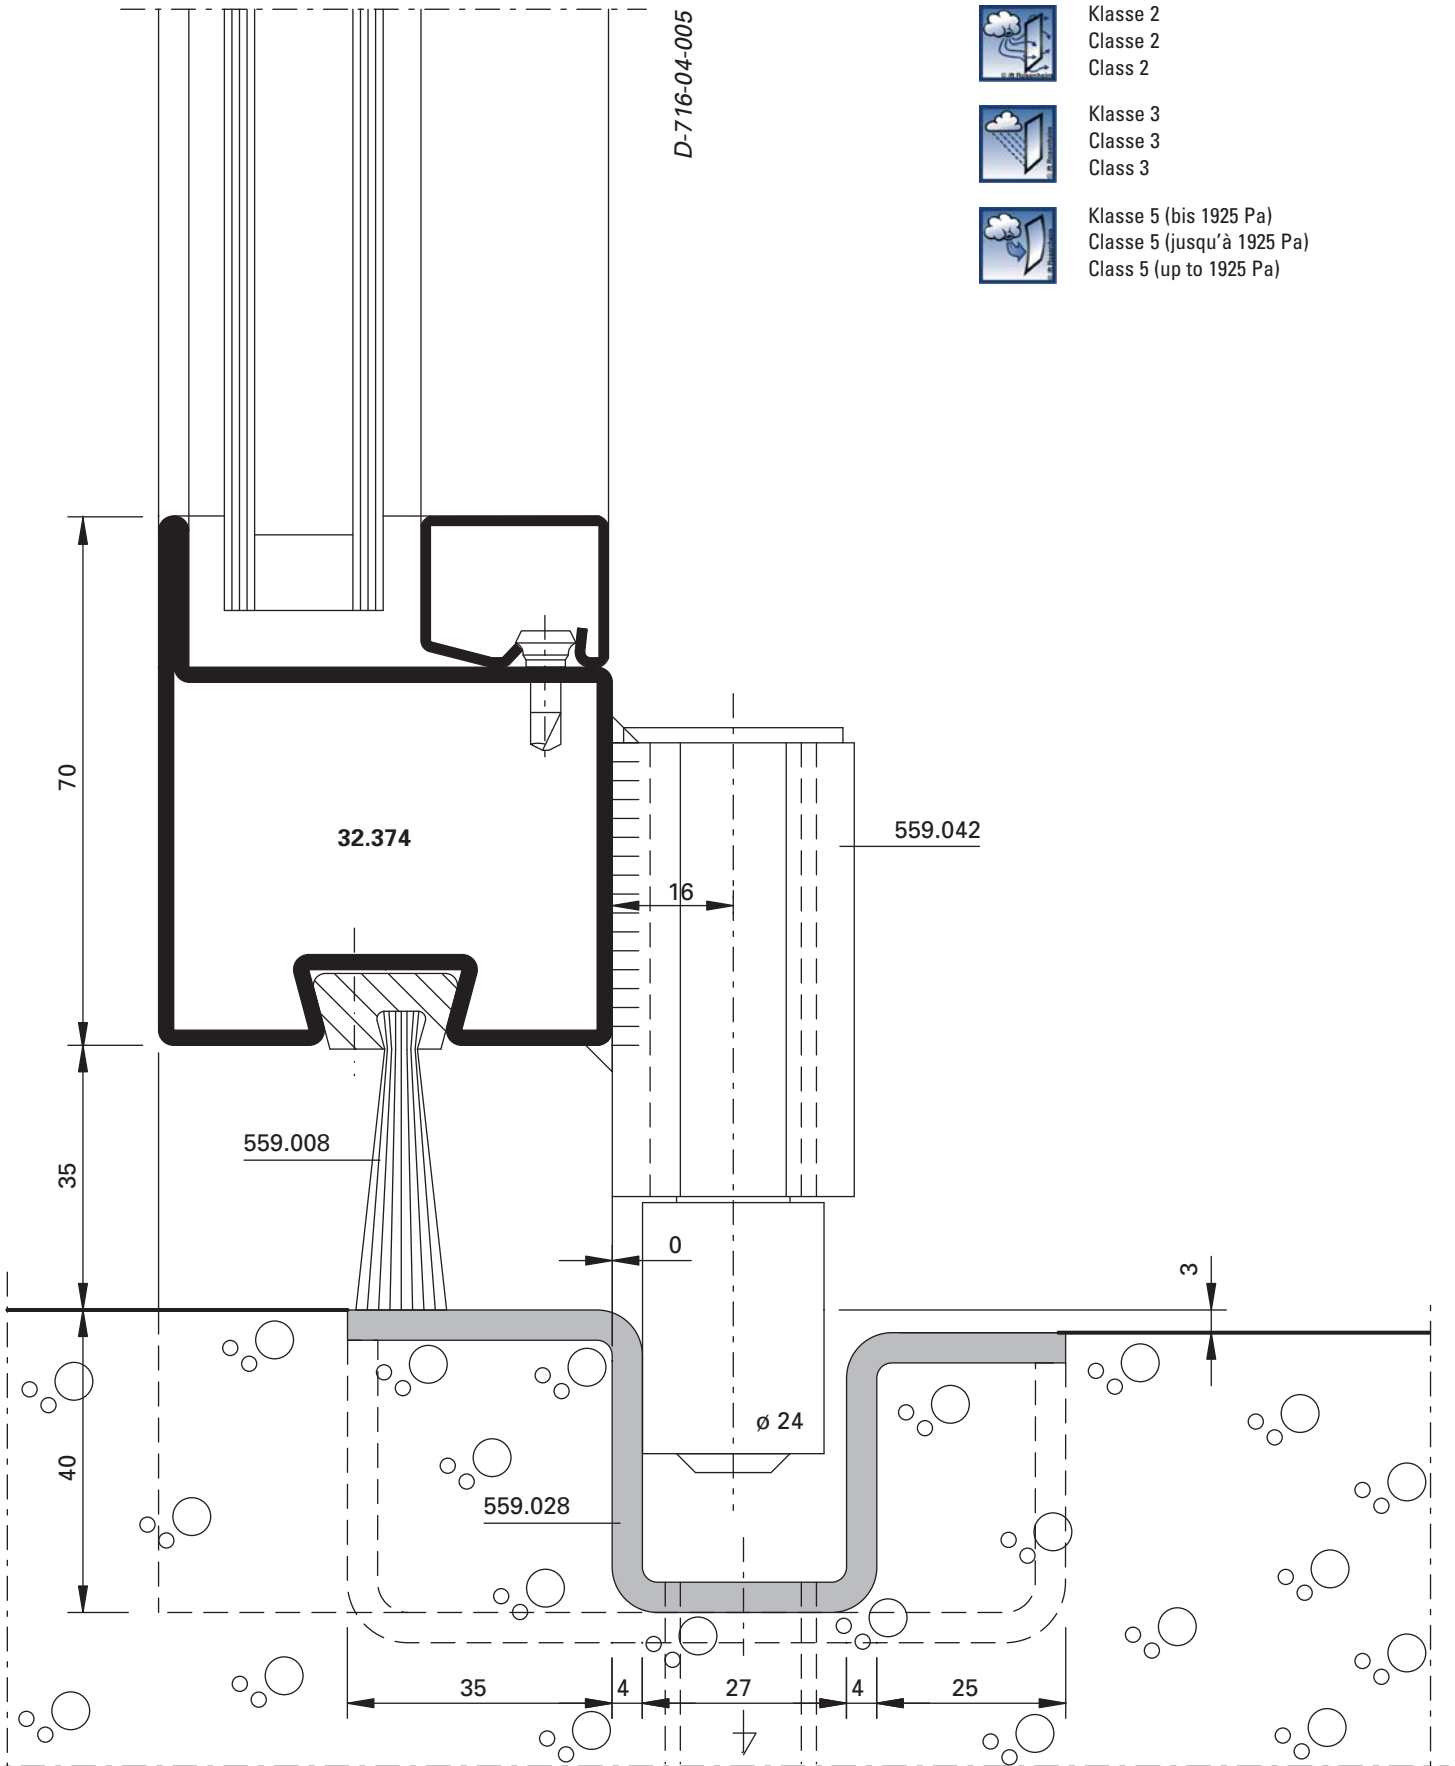 D-716-04-005
Klasse 2
Classe 2
Class 2
Klasse 3
Classe 3
Class 3
Klasse 5 (bis 1925 Pa)
Classe 5 (jusqu'à 1925 Pa)
Class 5 (up to 1925 Pa)
70
32.374
559.042
16
559.008
35
0
3
ø 24
40
559.028
35
4
27
4
25